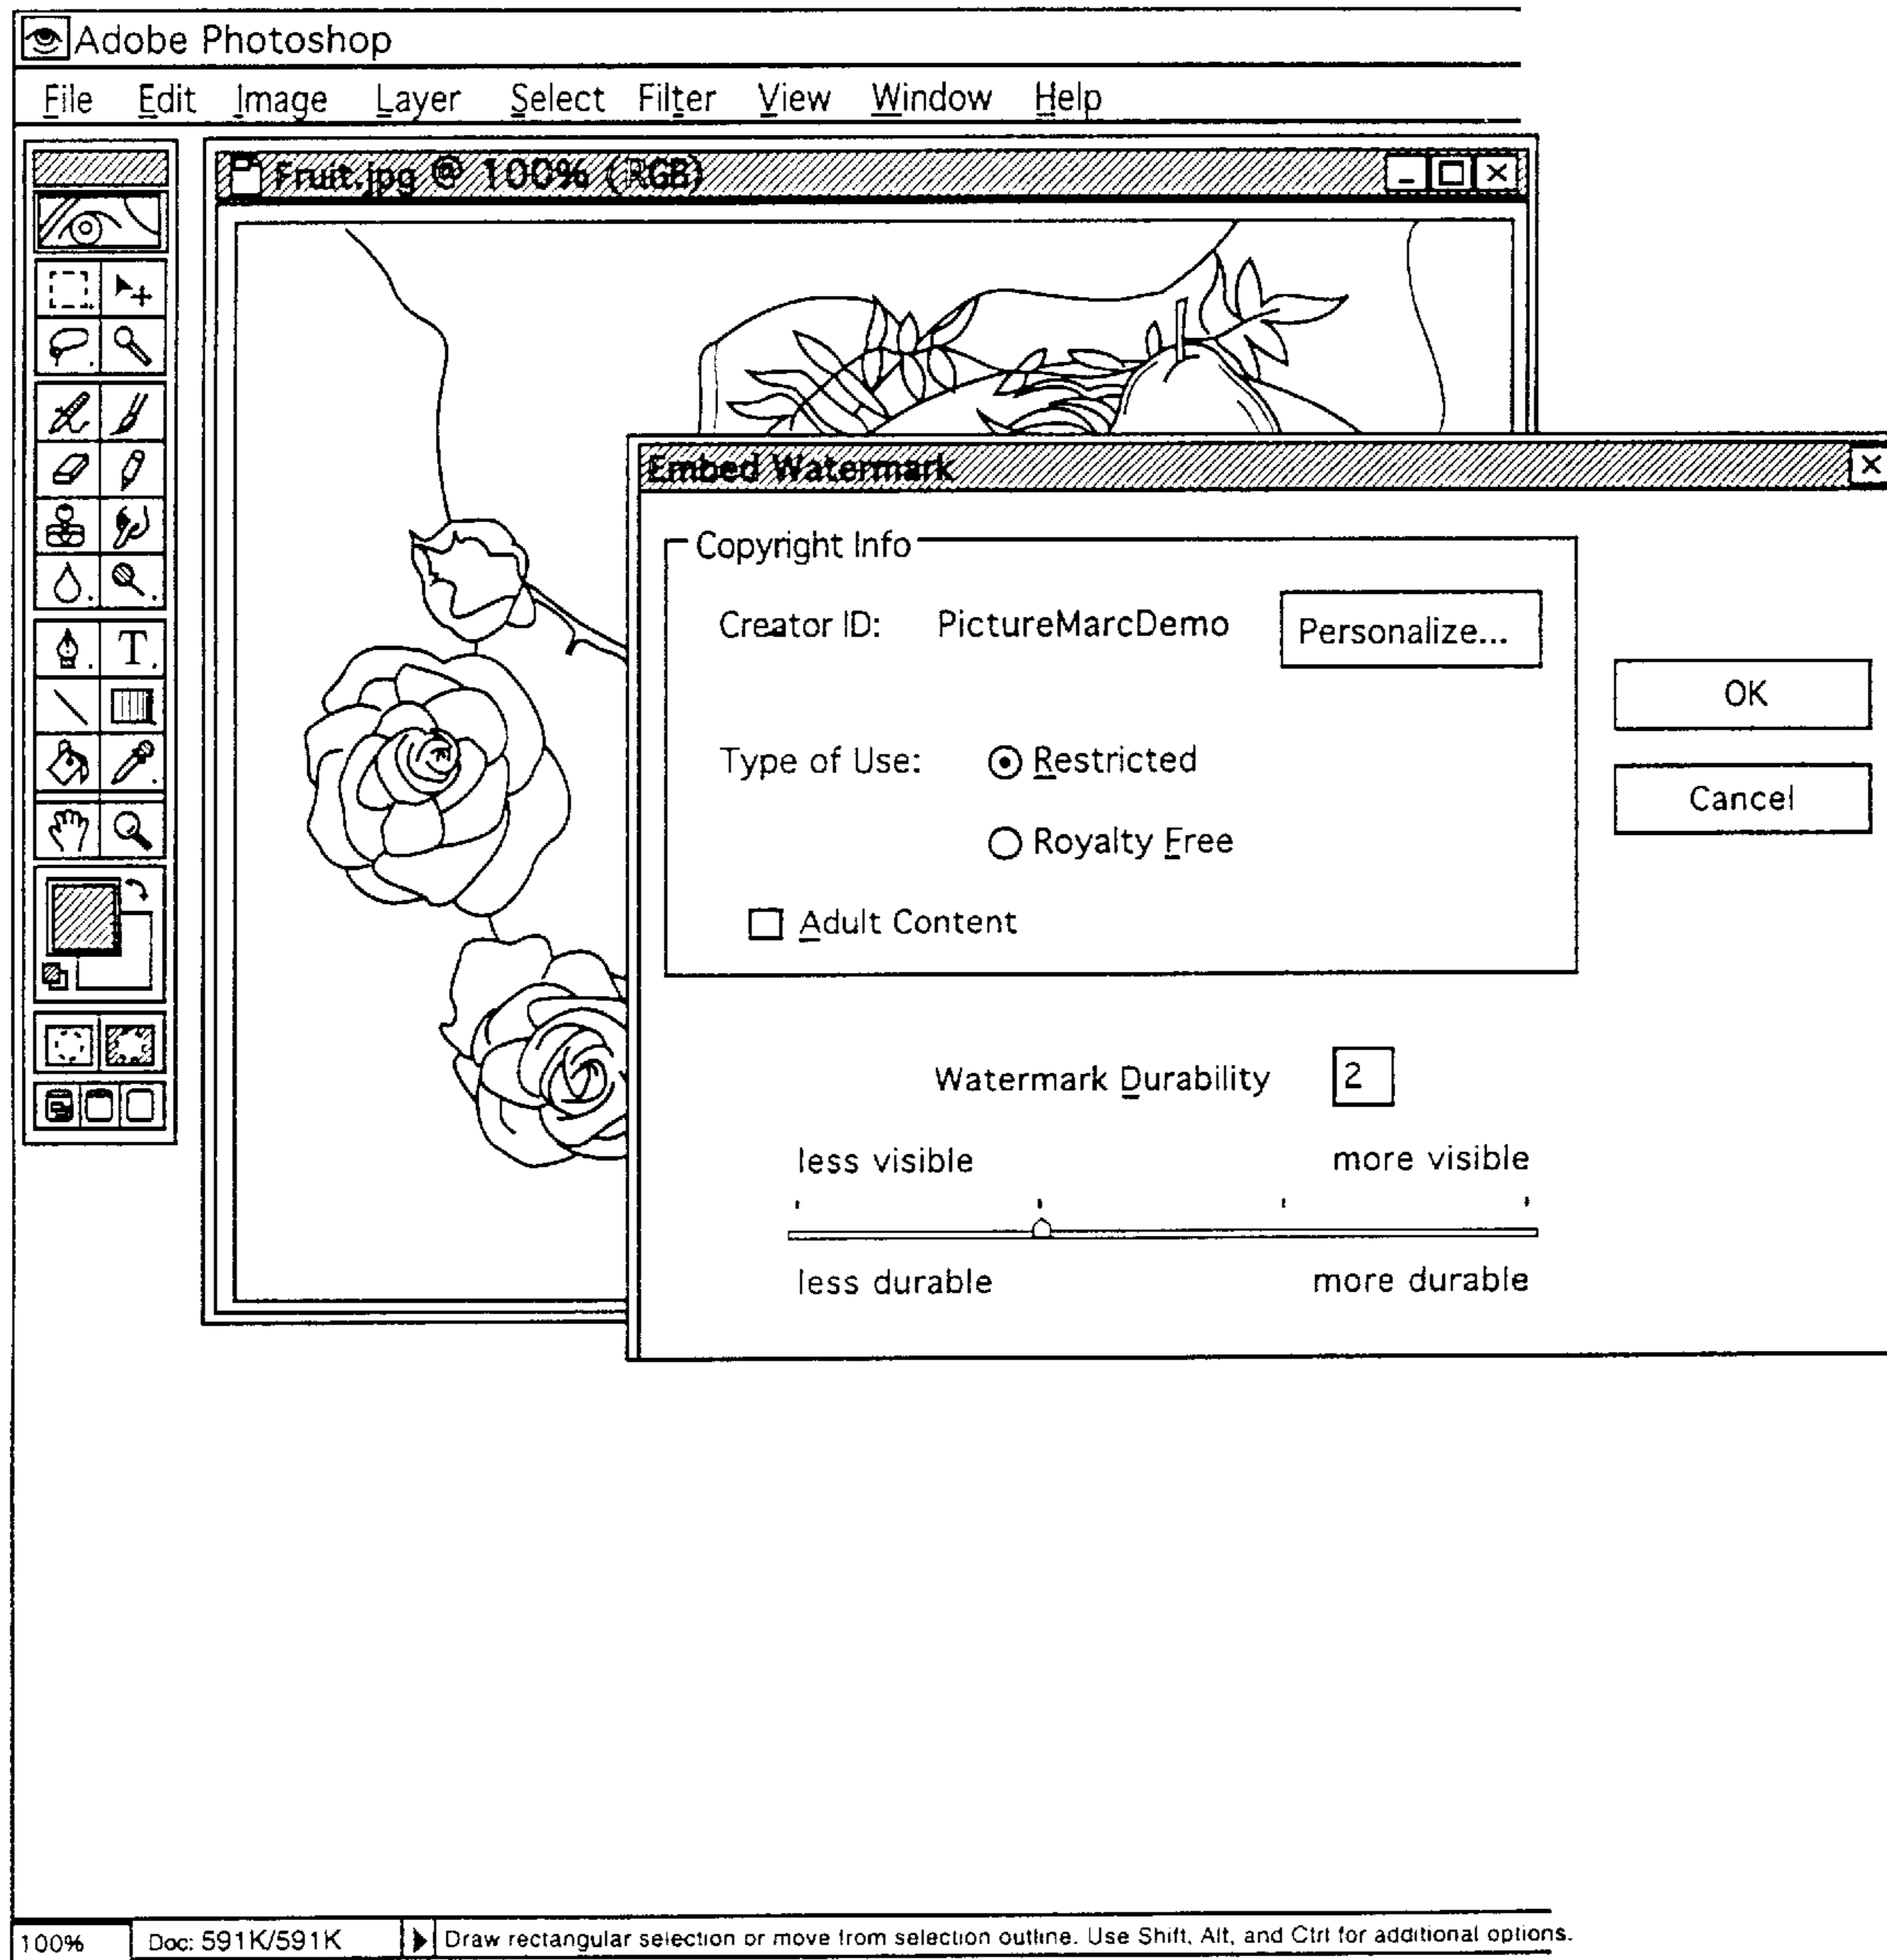 Adobe Photoshop
File Edit Image Layer Select Filter View Window Help
Fruit.jpg @ 100% (RGB)
T
Embed Watermark
Copyright Info
Creator ID: PictureMarcDemo Personalize...
OK
Type of Use: Restricted
Cancel
Royalty Free
Adult Content
Watermark Durability 2
less visible more visible
less durable more durable
100% Doc: 591K/591K Draw rectangular selection or move from selection outline. Use Shift, Alt, and Ctrl for additional options.